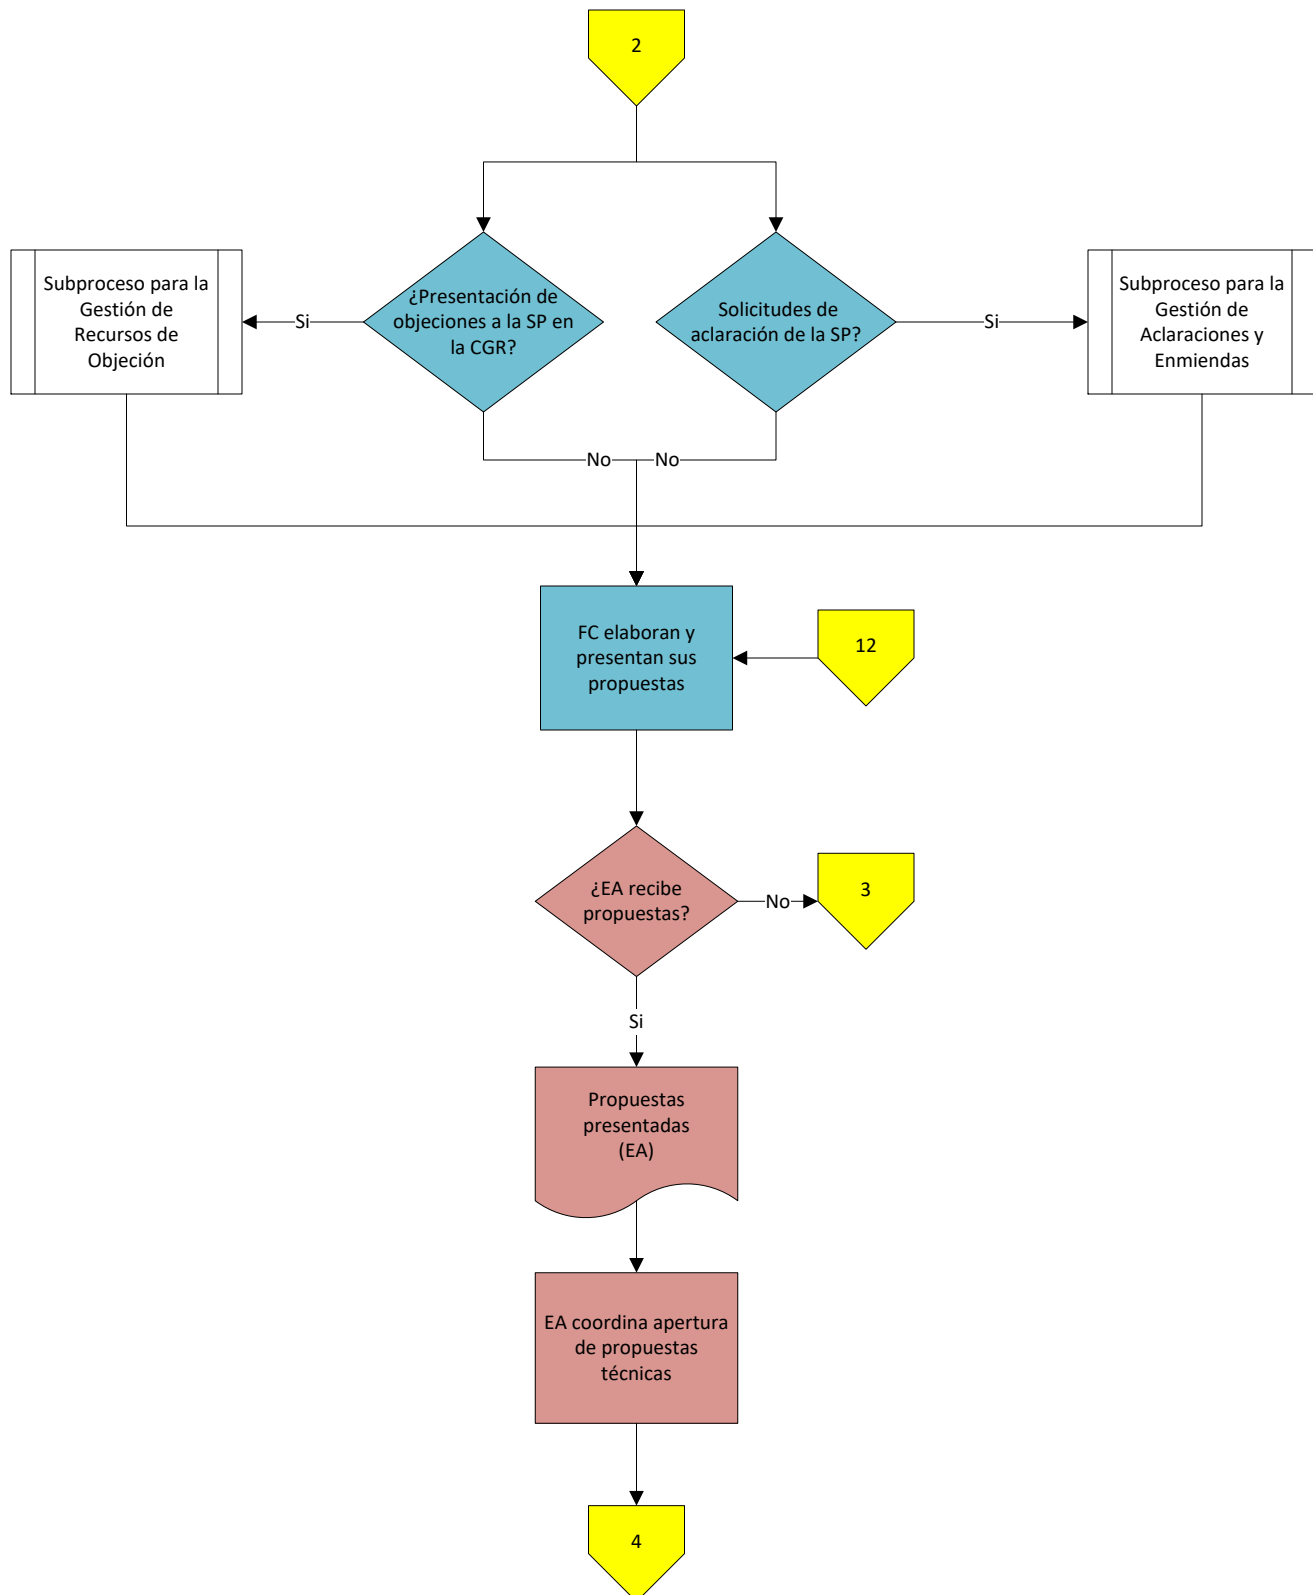 2
Subproceso para la
Gestión de
Recursos de
Objeción
Si
¿Presentación de
objeciones a la SP en
la CGR?
Solicitudes de
aclaración de la SP?
Si
Subproceso para la
Gestión de
Aclaraciones y
Enmiendas
No
No
FC elaboran y
presentan sus
propuestas
12
¿EA recibe
propuestas?
No
3
Si
Propuestas
presentadas
(EA)
EA coordina apertura
de propuestas
técnicas
4